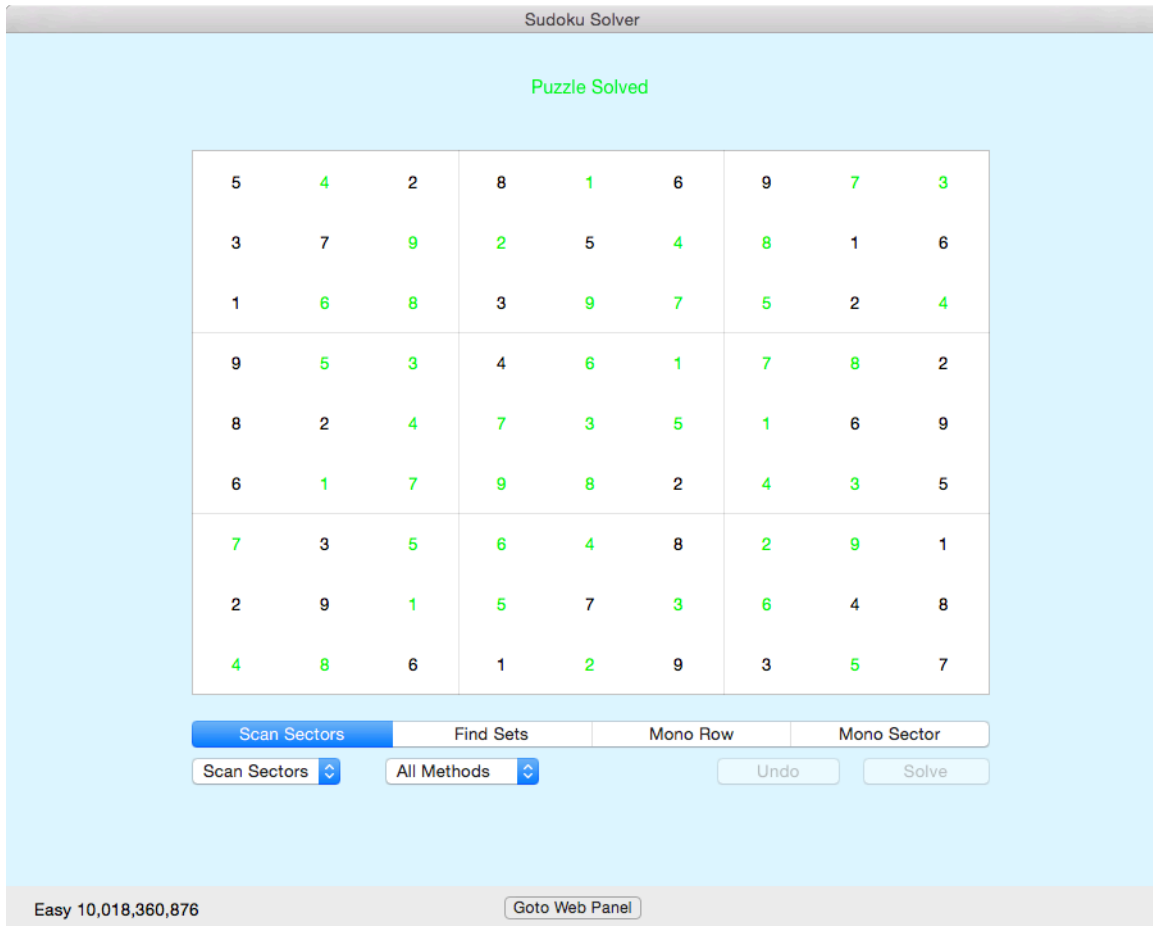 Sudoku Solver
Puzzle Solved
5 4 2 8 1 6 9 7 3
3 7 9 2 5 4 8 1 6
1 6 8 3 9 7 5 2 4
9 5 3 4 6 1 7 8 2
8 2 4 7 3 5 1 6 9
6 1 7 9 8 2 4 3 5
7 3 5 6 4 8 2 9 1
2 9 1 5 7 3 6 4 8
4 8 6 1 2 9 3 5 7
Scan Sectors Find Sets Mono Row Mono Sector
Scan Sectors All Methods Undo Solve
Easy 10,018,360,876 Goto Web Panel